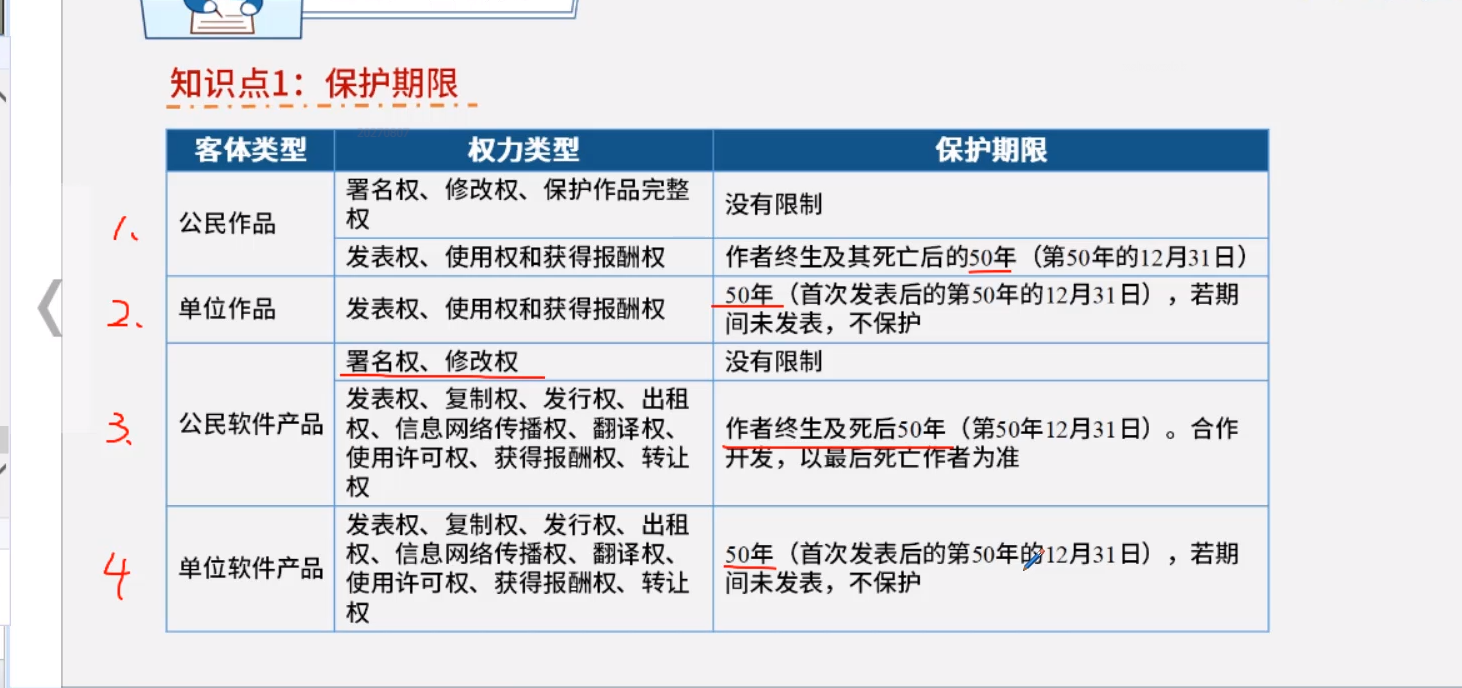 知识点1：保护期限
客体类型 权力类型 保护期限
1、
公民作品
署名权、修改权、保护作品完整
权
没有限制
发表权、使用权和获得报酬权
作者终生及其死亡后的50年（第50年的12月31日）
2、
单位作品
发表权、使用权和获得报酬权
50年（首次发表后的第50年的12月31日），若期
间未发表，不保护
3、
公民软件产品
署名权、修改权
没有限制
发表权、复制权、发行权、出租
权、信息网络传播权、翻译权、
使用许可权、获得报酬权、转让
权
作者终生及死后50年（第50年12月31日）。合作
开发，以最后死亡作者为准
4
单位软件产品
发表权、复制权、发行权、出租
权、信息网络传播权、翻译权、
使用许可权、获得报酬权、转让
权
50年（首次发表后的第50年的12月31日），若期
间未发表，不保护